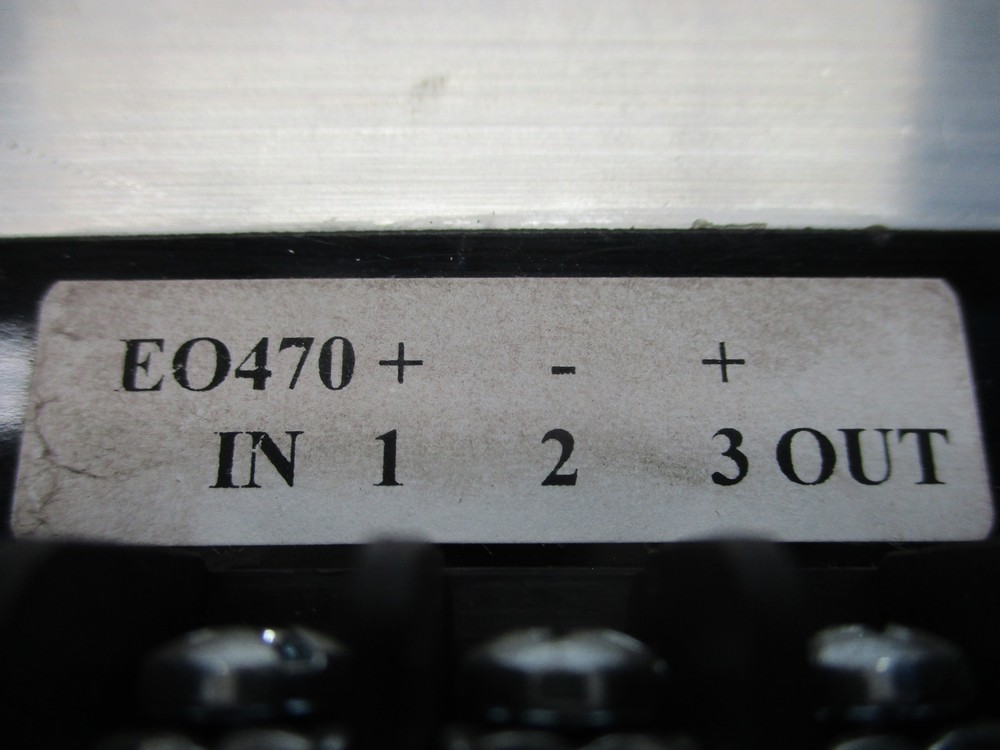 EO470 + - +
IN 1 2 3 OUT